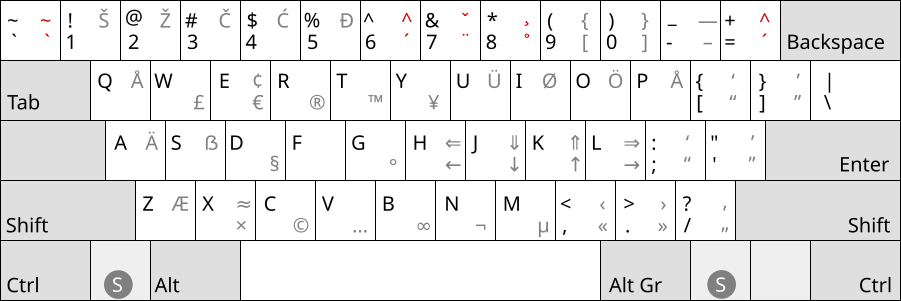 ~ ~ ! Š @ Ž # Č $ Ć % Đ ^ ^ & ˇ * ¸ ( { ) } _ — + ^
` ~ 1 2 3 4 5 6 ´ 7 ¨ 8 ° 9 [ 0 ] - – = ´ Backspace
Q Å W E ¢ R T Y U Ü I Ø O Ö P Å { ‘ } ’ |
Tab £ € ® ™ ¥ [ “ ] ” \
A Ä S ß D F G H ⇐ J ⇓ K ⇑ L ⇒ : ‘ " ’
§ ° ← ↓ ↑ → ; “ ' ” Enter
Z Æ X ≈ C V B N M < ‹ > › ? ‚
Shift × © … ∞ ¬ µ , « . » / „ Shift
Ctrl S Alt Alt Gr S Ctrl